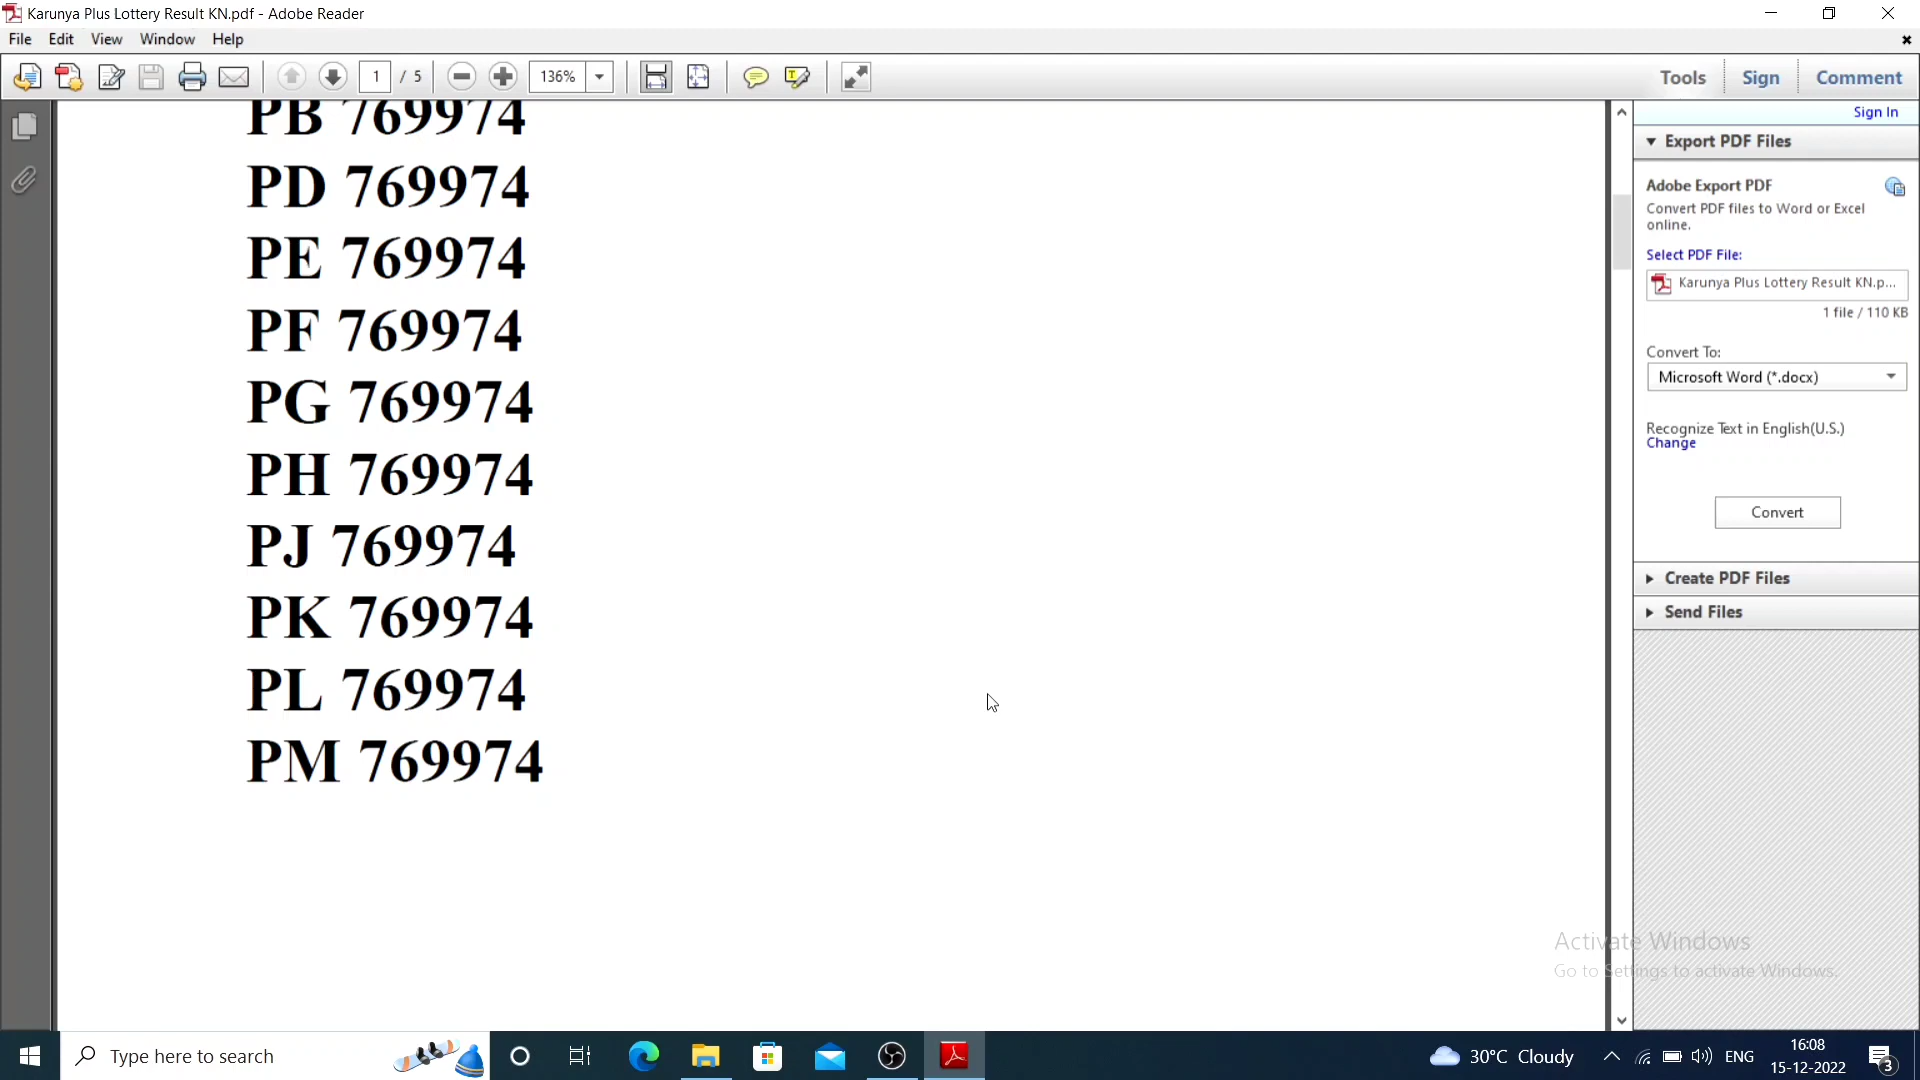 Karunya Plus Lottery Result KN.pdf - Adobe Reader
File Edit View Window Help
1 / 5 136% Tools Sign Comment
Sign In
PB 769974
PD 769974
PE 769974
PF 769974
PG 769974
PH 769974
PJ 769974
PK 769974
PL 769974
PM 769974
Export PDF Files
Adobe Export PDF
Convert PDF files to Word or Excel
online.
Select PDF File:
Karunya Plus Lottery Result KN.p...
1 file / 110 KB
Convert To:
Microsoft Word (*.docx)
Recognize Text in English(U.S.)
Change
Convert
Create PDF Files
Send Files
Activate Windows
Go to Settings to activate Windows.
Type here to search
30°C Cloudy
ENG
16:08
15-12-2022
3